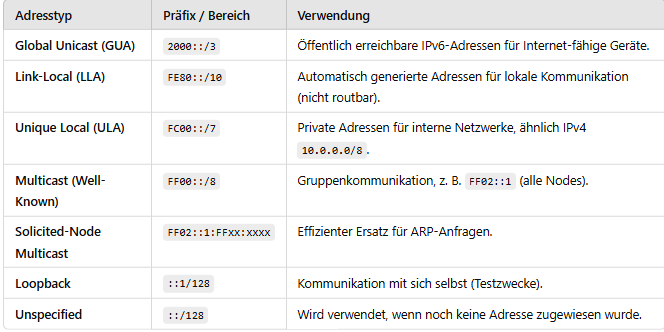 Adresstyp Präfix / Bereich Verwendung
Global Unicast (GUA) 2000::/3 Öffentlich erreichbare IPv6-Adressen für Internet-fähige Geräte.
Link-Local (LLA) FE80::/10 Automatisch generierte Adressen für lokale Kommunikation
(nicht routbar).
Unique Local (ULA) FC00::/7 Private Adressen für interne Netzwerke, ähnlich IPv4
10.0.0.0/8.
Multicast (Well- FF00::/8 Gruppenkommunikation, z. B. FF02::1 (alle Nodes).
Known)
Solicited-Node FF02::1:FFxx:xxxx Effizienter Ersatz für ARP-Anfragen.
Multicast
Loopback ::1/128 Kommunikation mit sich selbst (Testzwecke).
Unspecified ::/128 Wird verwendet, wenn noch keine Adresse zugewiesen wurde.